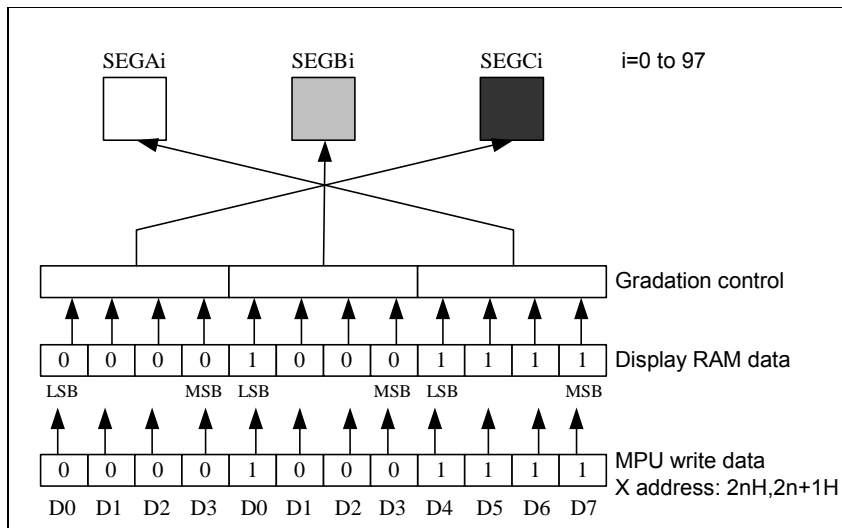 SEGAi SEGBi SEGCi i=0 to 97
Gradation control
0 0 0 0 1 0 0 0 1 1 1 1 Display RAM data
LSB MSB LSB MSB LSB MSB
0 0 0 0 1 0 0 0 1 1 1 1 MPU write data
X address: 2nH,2n+1H
D0 D1 D2 D3 D0 D1 D2 D3 D4 D5 D6 D7